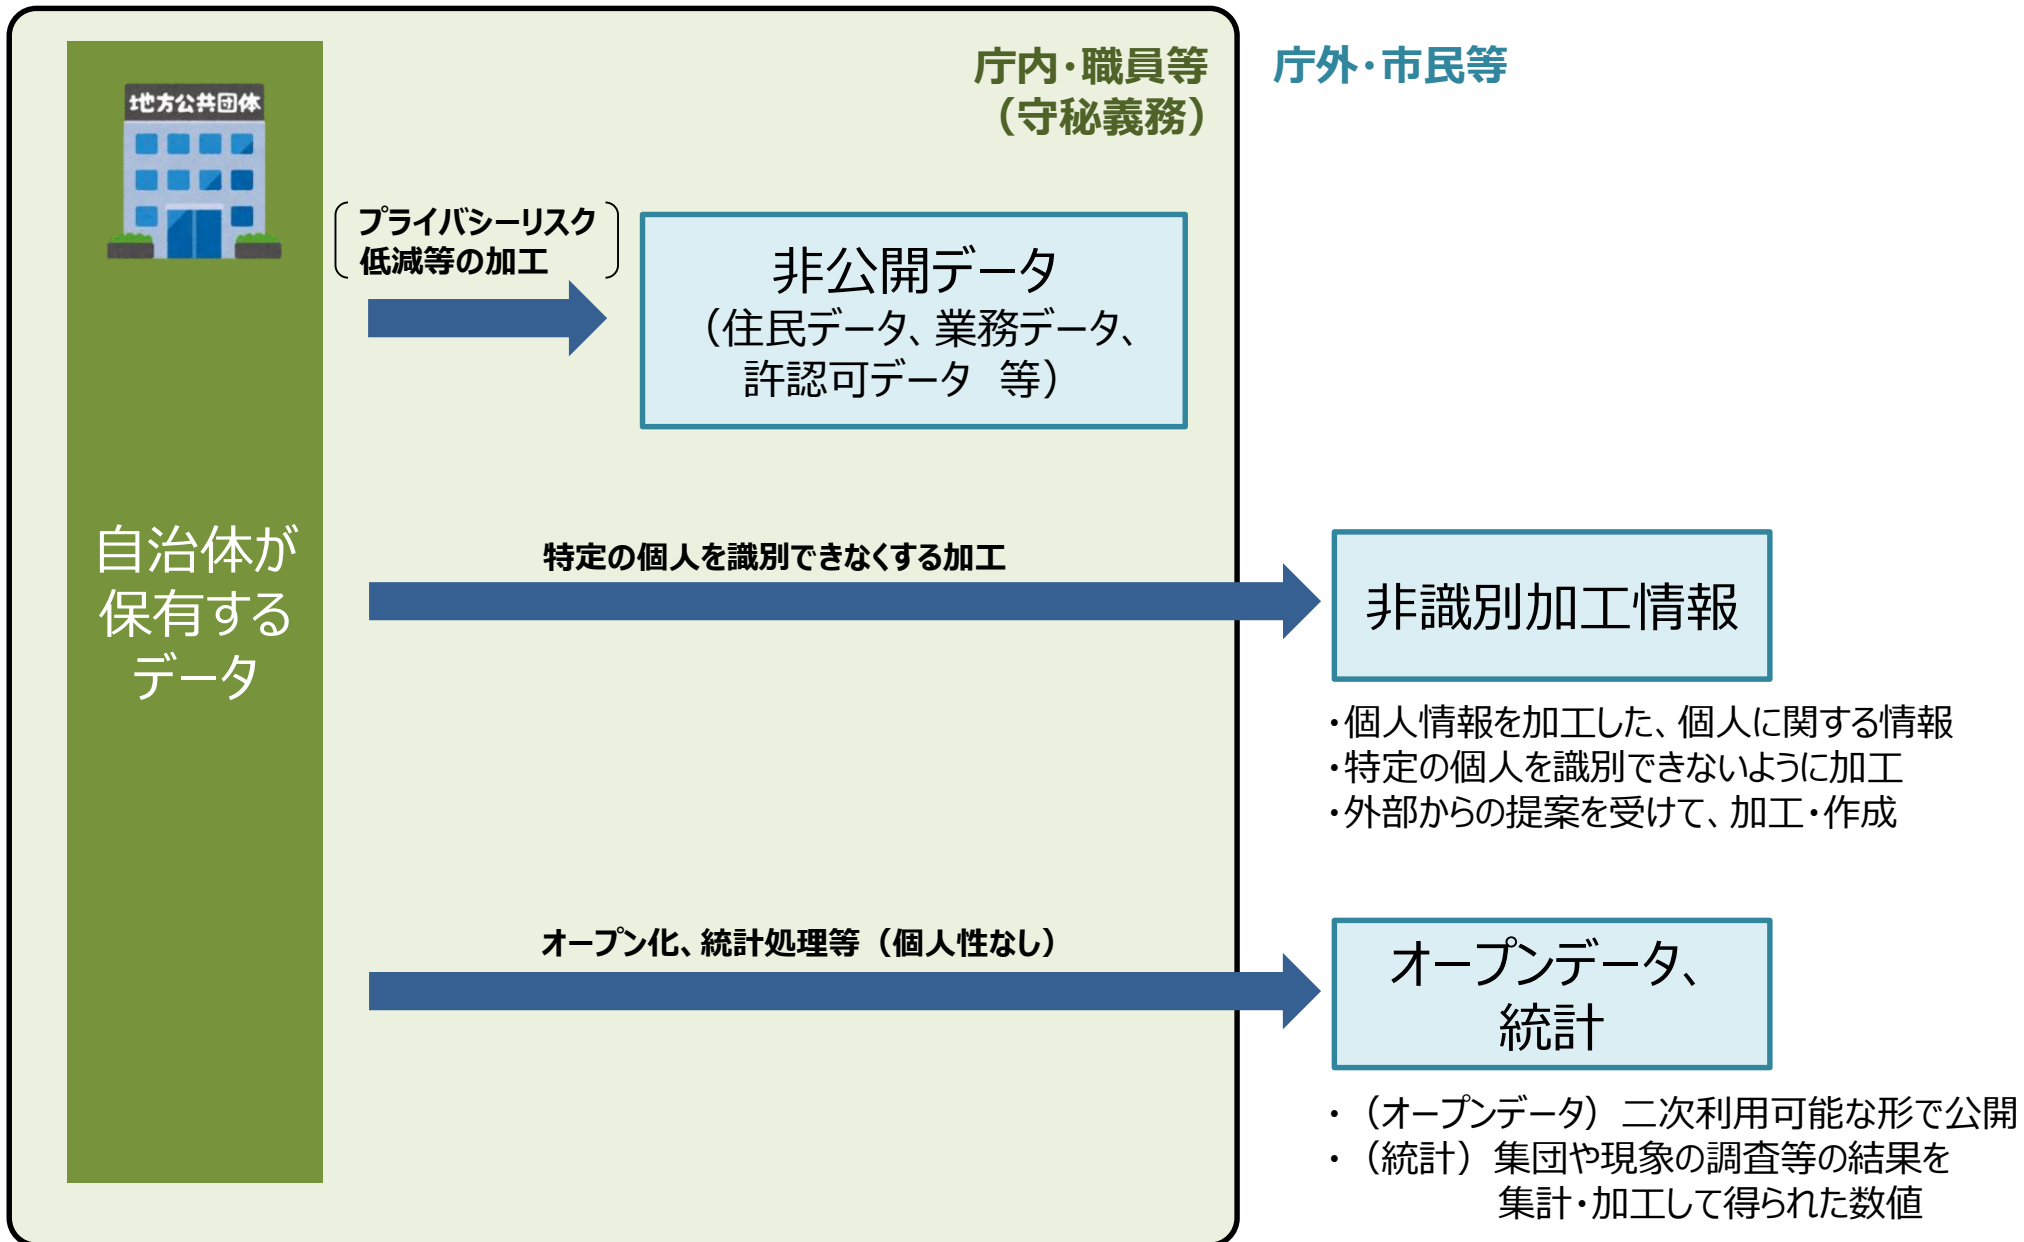 庁内・職員等
（守秘義務）
庁外・市民等
地方公共団体
プライバシーリスク
低減等の加工
非公開データ
（住民データ、業務データ、
許認可データ　等）
自治体が
保有する
データ
特定の個人を識別できなくする加工
非識別加工情報
・個人情報を加工した、個人に関する情報
・特定の個人を識別できないように加工
・外部からの提案を受けて、加工・作成
オープン化、統計処理等（個人性なし）
オープンデータ、
統計
・（オープンデータ）二次利用可能な形で公開
・（統計）集団や現象の調査等の結果を
集計・加工して得られた数値